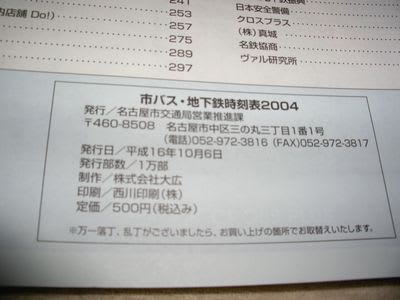 241
内店舗 Do!)
253
257
275
289
297
日本安全警備
クロスプラス
(株)真城
名鉄協商
ヴァル研究所
市バス・地下鉄時刻表2004
発行/名古屋市交通局営業推進課
〒460-8508 名古屋市中区三の丸三丁目1番1号
(電話)052-972-3816 (FAX)052-972-3817
発行日/平成16年10月6日
発行部数/1万部
制作/株式会社大広
印刷/西川印刷(株)
定価/500円(税込み)
※万一落丁、乱丁がございましたら、お買い上げの箇所でお取替えいたします。